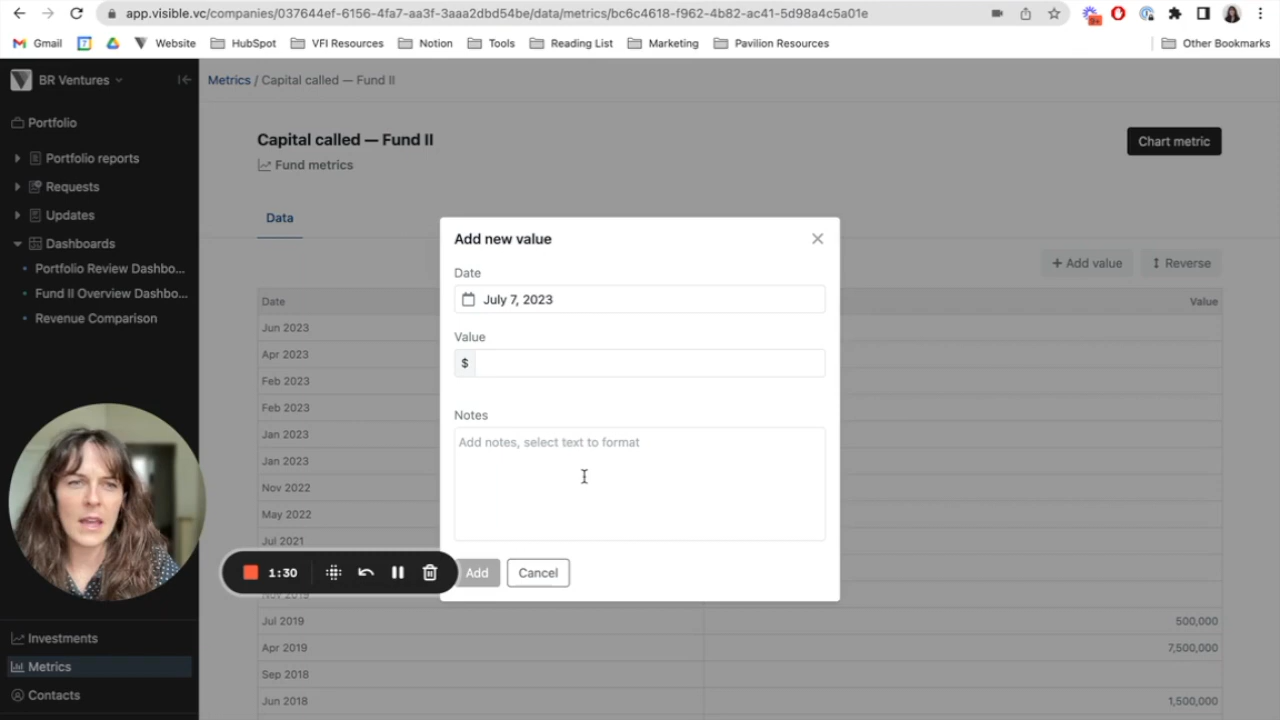 app.visible.vc/companies/037644ef-6156-4fa7-aa3f-3aaa2dbd54be/data/metrics/bc6c4618-f962-4b82-ac41-5d98a4c5a01e
Gmail Website HubSpot VFI Resources Notion Tools Reading List Marketing Pavilion Resources Other Bookmarks
BR Ventures
Metrics / Capital called — Fund II
Portfolio
Capital called — Fund II
Chart metric
Portfolio reports
Fund metrics
Requests
Updates
Data
Dashboards
Portfolio Review Dashbo...
Fund II Overview Dashbo...
Revenue Comparison
+ Add value
Reverse
Date Value
Jun 2023
Apr 2023
Feb 2023
Feb 2023
Jan 2023
Jan 2023
Nov 2022
May 2022
Jul 2021
Nov 2019
Jul 2019 500,000
Apr 2019 7,500,000
Sep 2018
Jun 2018 1,500,000
Add new value
Date
July 7, 2023
Value
$
Notes
Add notes, select text to format
Add
Cancel
1:30
Investments
Metrics
Contacts